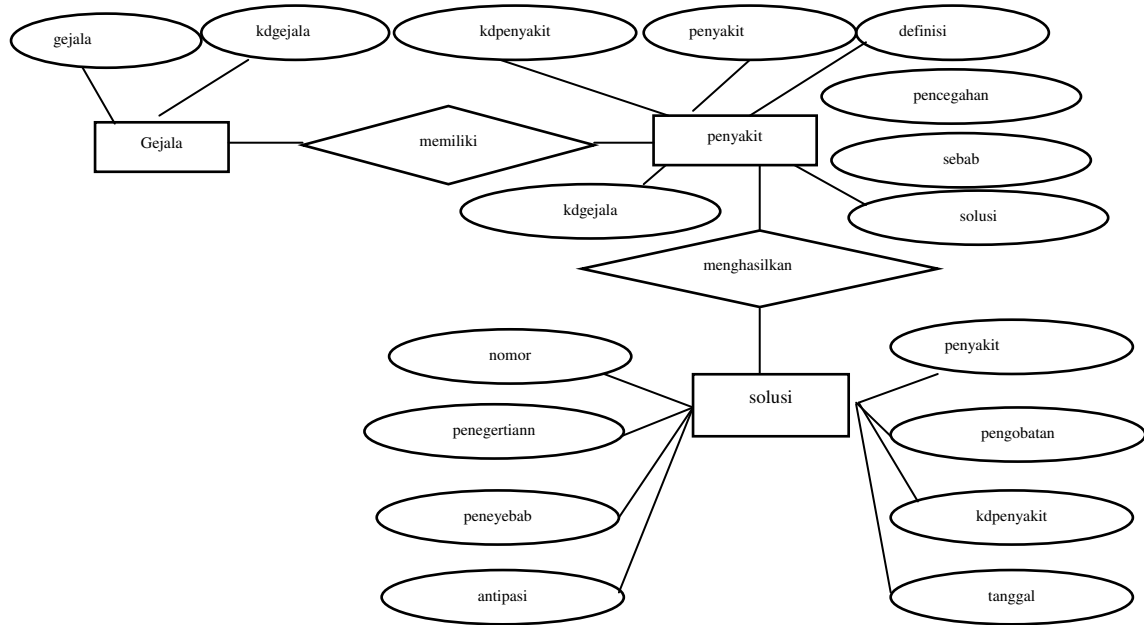 gejala
kdgejala
kdpenyakit
penyakit
definisi
pencegahan
Gejala
memiliki
penyakit
sebab
kdgejala
solusi
menghasilkan
nomor
penyakit
solusi
penegertiann
pengobatan
peneyebab
kdpenyakit
antipasi
tanggal